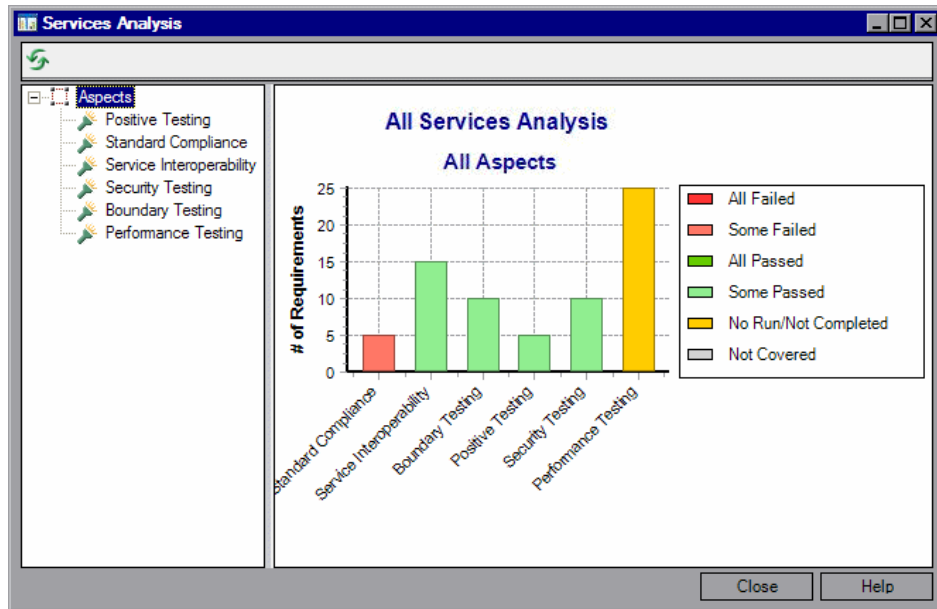 Services Analysis
Aspects
Positive Testing
Standard Compliance
Service Interoperability
Security Testing
Boundary Testing
Performance Testing
All Services Analysis
All Aspects
# of Requirements
25
20
15
10
5
0
Standard Compliance
Service Interoperability
Boundary Testing
Positive Testing
Security Testing
Performance Testing
All Failed
Some Failed
All Passed
Some Passed
No Run/Not Completed
Not Covered
Close
Help